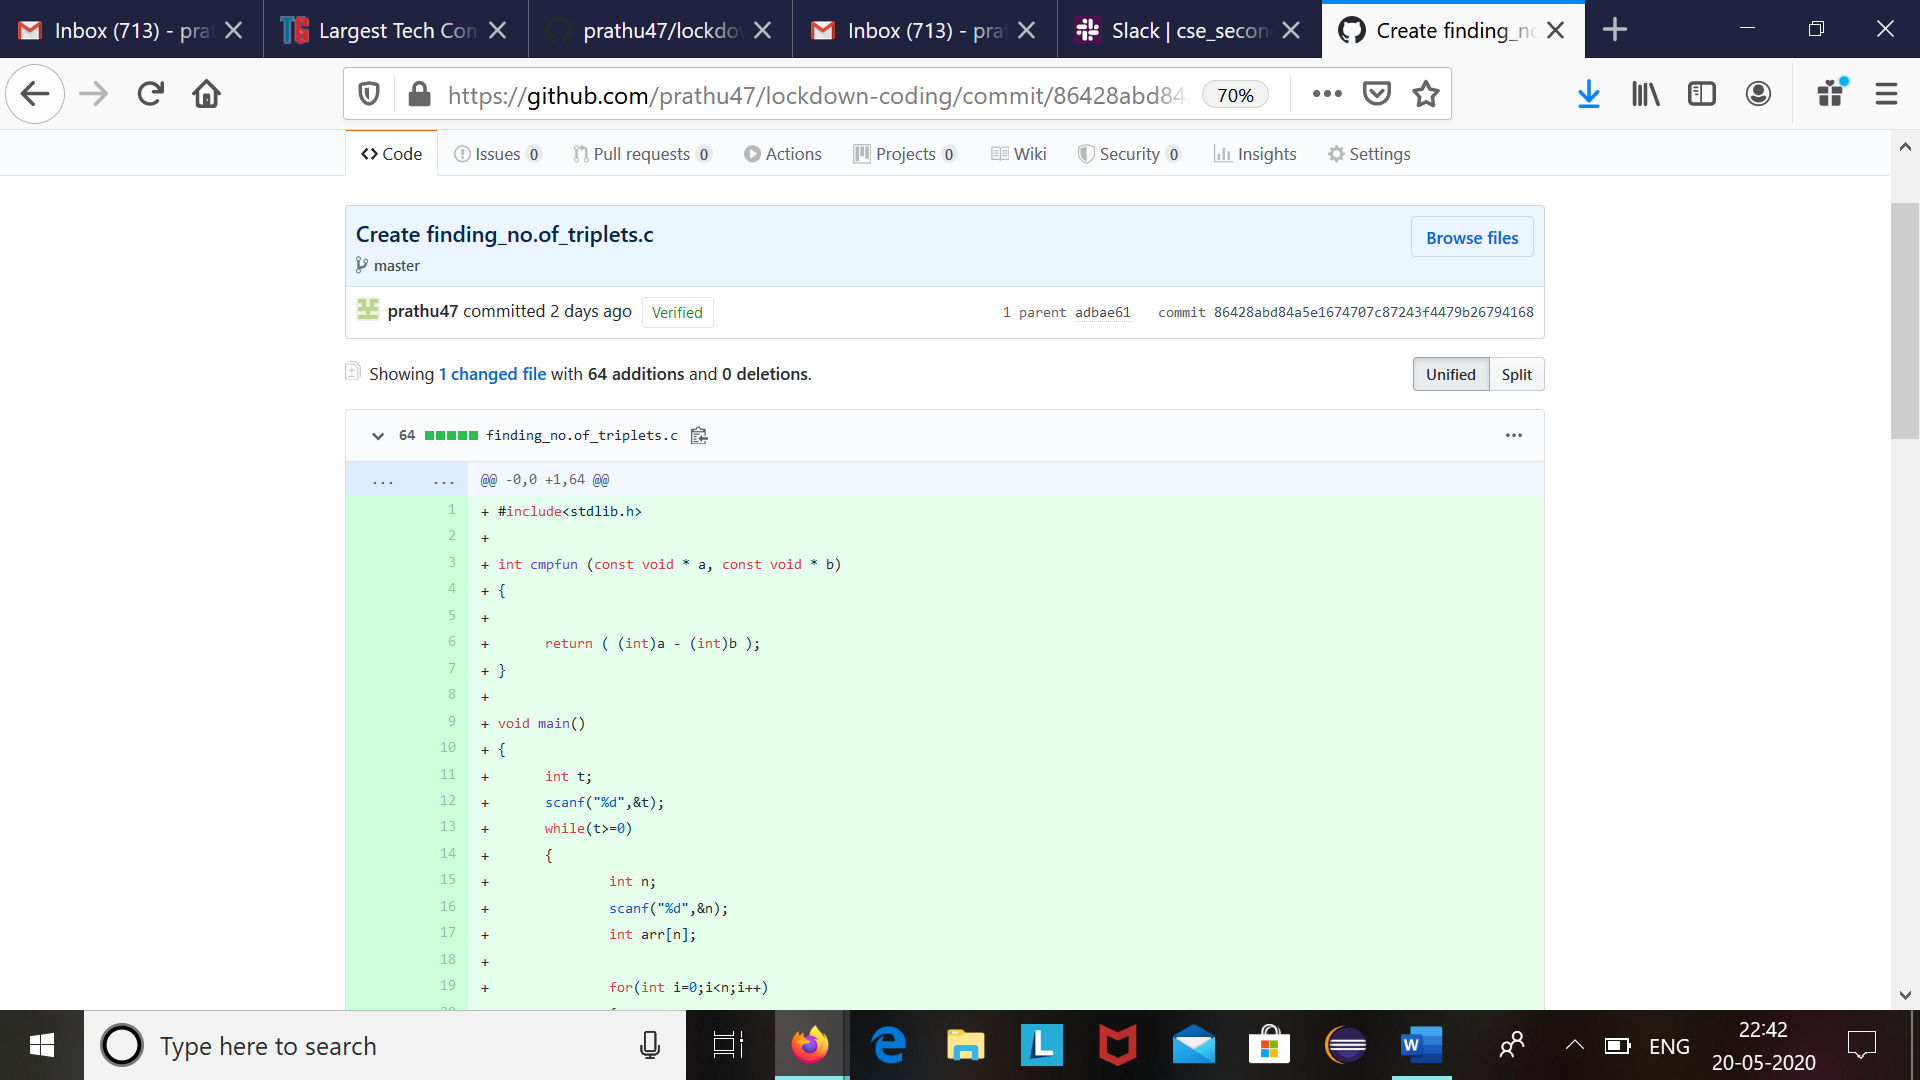 Inbox (713) - pra
Largest Tech Com
prathu47/lockdov
Inbox (713) - pra
Slack | cse_secon
Create finding_no
https://github.com/prathu47/lockdown-coding/commit/86428abd84
70%
Code
Issues 0
Pull requests 0
Actions
Projects 0
Wiki
Security 0
Insights
Settings
Create finding_no.of_triplets.c
Browse files
master
prathu47 committed 2 days ago Verified
1 parent adbae61 commit 86428abd84a5e1674707c87243f4479b26794168
Showing 1 changed file with 64 additions and 0 deletions.
Unified Split
64 finding_no.of_triplets.c
... ... @@ -0,0 +1,64 @@
1 + #include<stdlib.h>
2 +
3 + int cmpfun (const void * a, const void * b)
4 + {
5 +
6 + return ( (int)a - (int)b );
7 + }
8 +
9 + void main()
10 + {
11 + int t;
12 + scanf("%d",&t);
13 + while(t>=0)
14 + {
15 + int n;
16 + scanf("%d",&n);
17 + int arr[n];
18 +
19 + for(int i=0;i<n;i++)
Type here to search
ENG
22:42
20-05-2020